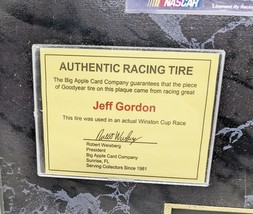 NASCAR
Licensed By
AUTHENTIC RACING TIRE
The Big Apple Card Company guarantees that the piece
of Goodyear tire on this plaque came from racing great
Jeff Gordon
This tire was used in an actual Winston Cup Race
Robert Weisberg
President
Big Apple Card Company
Sunrise, FL
Serving Collectors Since 1981